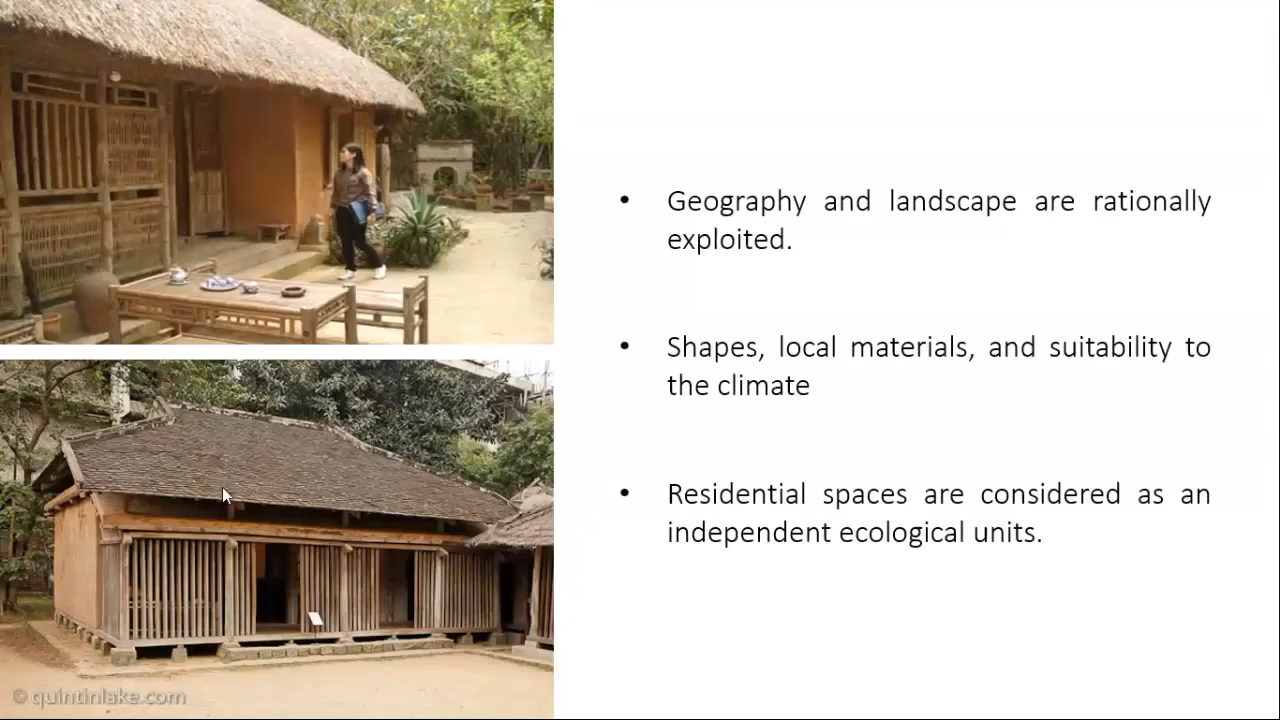 Geography and landscape are rationally
exploited.
Shapes, local materials, and suitability to
the climate
Residential spaces are considered as an
independent ecological units.
© quintinlake.com